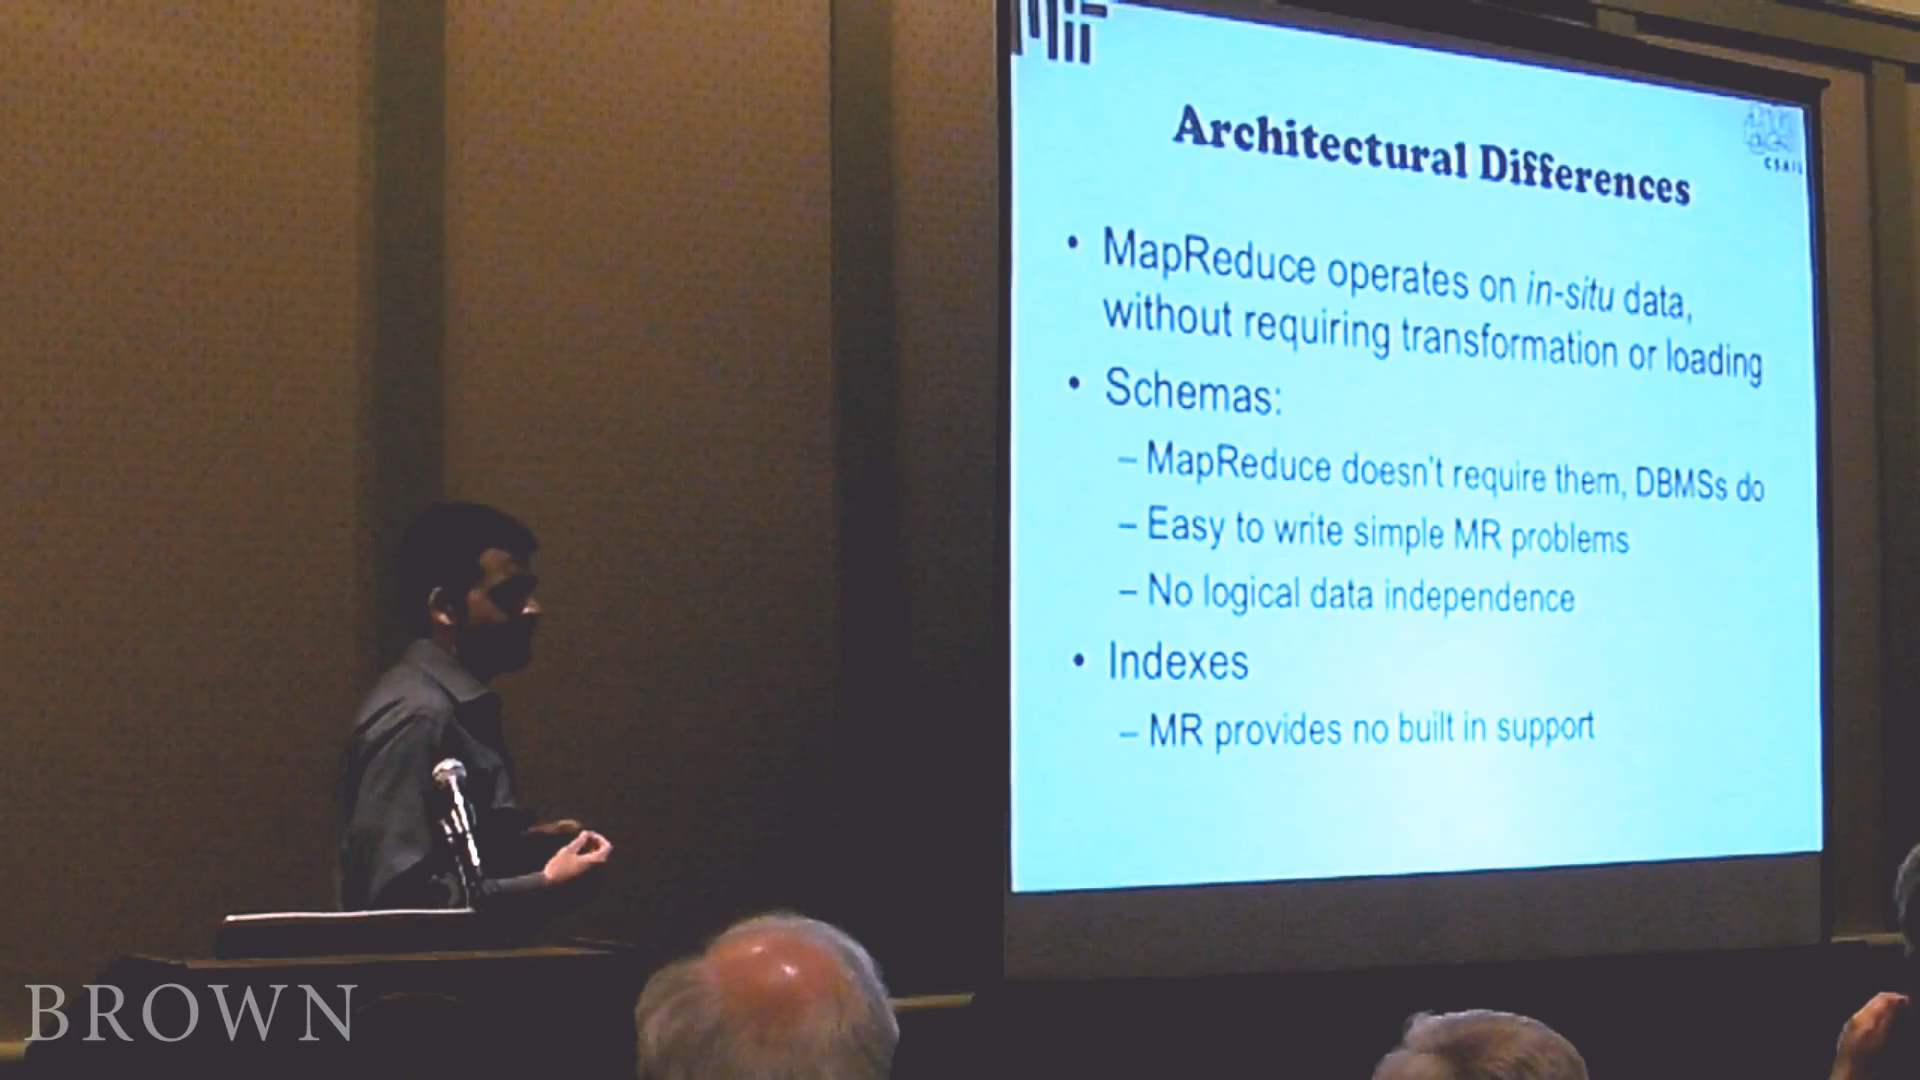 MIT
Architectural Differences
CSAIL
• MapReduce operates on in-situ data,
without requiring transformation or loading
• Schemas:
– MapReduce doesn't require them, DBMSs do
– Easy to write simple MR problems
– No logical data independence
• Indexes
– MR provides no built in support
BROWN